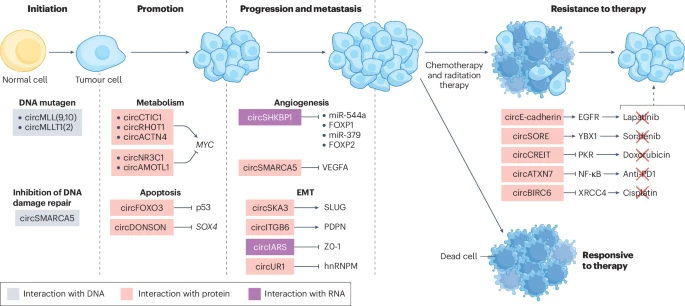 Initiation
Promotion
Progression and metastasis
Resistance to therapy
Normal cell
Tumour cell
Chemotherapy
and raditation
therapy
DNA mutagen
• circMLL(9,10)
• circMLLT1(2)
Inhibition of DNA
damage repair
circSMARCA5
Metabolism
• circCTIC1
• circRHOT1
• circACTN4
MYC
• circNR3C1
• circAMOTL1
Apoptosis
circFOXO3
p53
circDONSON
SOX4
Angiogenesis
circSHKBP1
• miR-544a
• FOXP1
• miR-379
• FOXP2
circSMARCA5
VEGFA
EMT
circSKA3
SLUG
circITGB6
PDPN
circIARS
Z0-1
circUR1
hnRNPM
circE-cadherin
EGFR
Lapatinib
circSORE
YBX1
Sorafenib
circCREIT
PKR
Doxorubicin
circATXN7
NF-κB
Anti-PD1
circBIRC6
XRCC4
Cisplatin
Dead cell
Responsive
to therapy
Interaction with DNA
Interaction with protein
Interaction with RNA